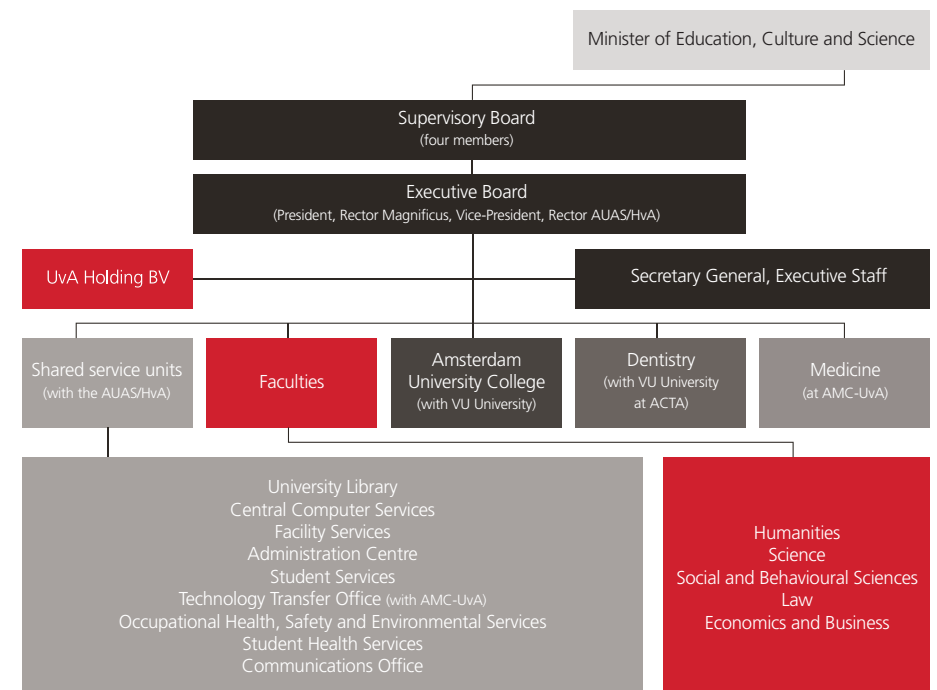 Minister of Education, Culture and Science
Supervisory Board
(four members)
Executive Board
(President, Rector Magnificus, Vice-President, Rector AUAS/HvA)
UvA Holding BV
Secretary General, Executive Staff
Shared service units
(with the AUAS/HvA)
Faculties
Amsterdam
University College
(with VU University)
Dentistry
(with VU University
at ACTA)
Medicine
(at AMC-UvA)
University Library
Central Computer Services
Facility Services
Administration Centre
Student Services
Technology Transfer Office (with AMC-UvA)
Occupational Health, Safety and Environmental Services
Student Health Services
Communications Office
Humanities
Science
Social and Behavioural Sciences
Law
Economics and Business